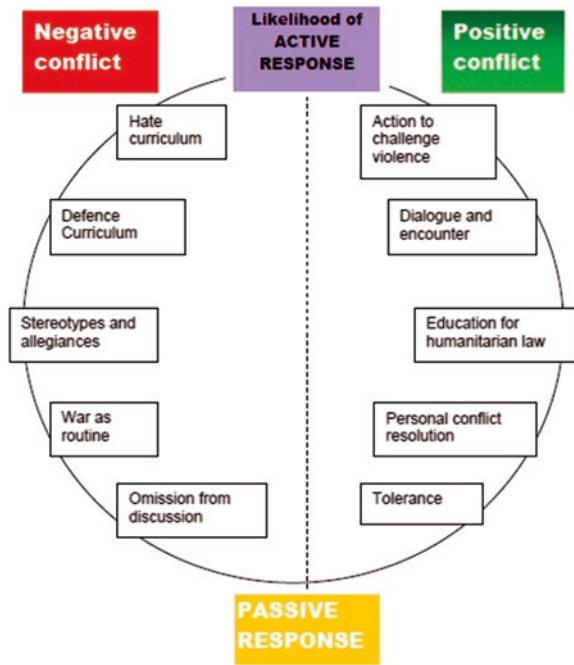 Negative
conflict
Likelihood of
ACTIVE
RESPONSE
Positive
conflict
Hate
curriculum
Action to
challenge
violence
Defence
Curriculum
Dialogue and
encounter
Stereotypes and
allegiances
Education for
humanitarian law
War as
routine
Personal conflict
resolution
Omission from
discussion
Tolerance
PASSIVE
RESPONSE